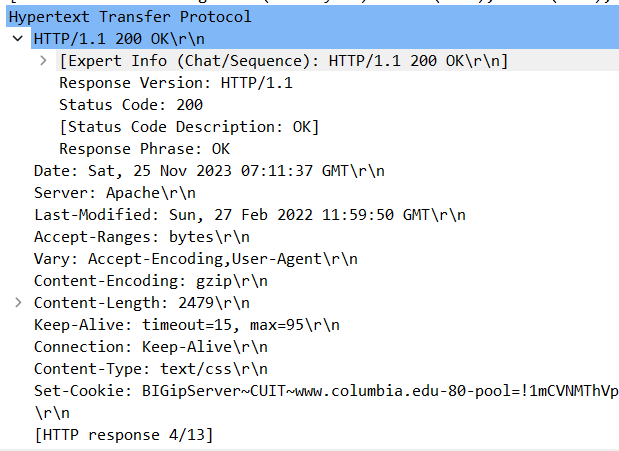 Hypertext Transfer Protocol
HTTP/1.1 200 OK\r\n
[Expert Info (Chat/Sequence): HTTP/1.1 200 OK\r\n]
Response Version: HTTP/1.1
Status Code: 200
[Status Code Description: OK]
Response Phrase: OK
Date: Sat, 25 Nov 2023 07:11:37 GMT\r\n
Server: Apache\r\n
Last-Modified: Sun, 27 Feb 2022 11:59:50 GMT\r\n
Accept-Ranges: bytes\r\n
Vary: Accept-Encoding,User-Agent\r\n
Content-Encoding: gzip\r\n
Content-Length: 2479\r\n
Keep-Alive: timeout=15, max=95\r\n
Connection: Keep-Alive\r\n
Content-Type: text/css\r\n
Set-Cookie: BIGipServer~CUIT~www.columbia.edu-80-pool=!1mCVNMThVp
\r\n
[HTTP response 4/13]